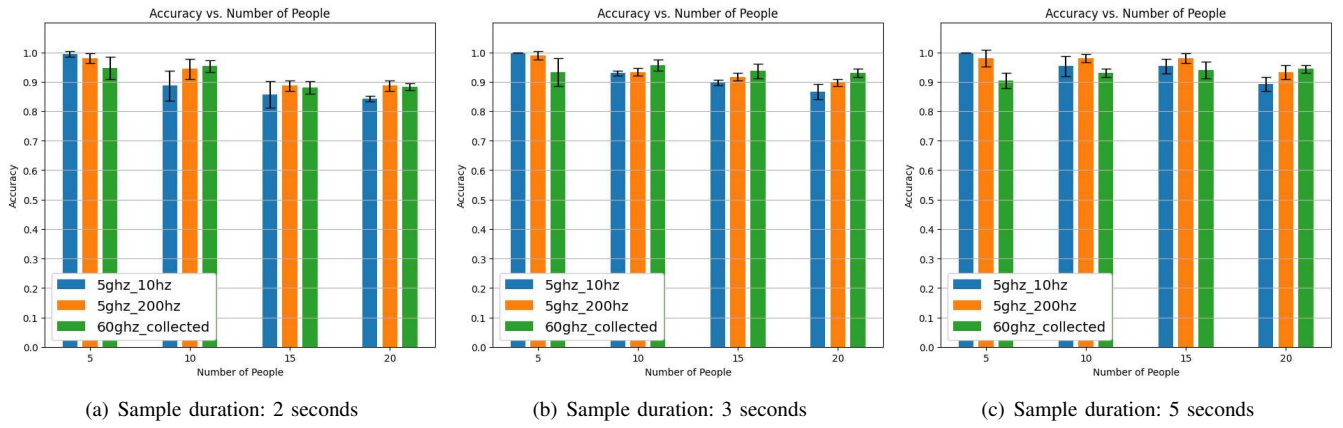 Accuracy vs. Number of People
1.0
0.9
0.8
0.7
0.6
0.5
0.4
0.3
0.2
0.1
0.0
Accuracy
5ghz_10hz
5ghz_200hz
60ghz_collected
5 10 15 20
Number of People
(a) Sample duration: 2 seconds
Accuracy vs. Number of People
1.0
0.9
0.8
0.7
0.6
0.5
0.4
0.3
0.2
0.1
0.0
Accuracy
5ghz_10hz
5ghz_200hz
60ghz_collected
5 10 15 20
Number of People
(b) Sample duration: 3 seconds
Accuracy vs. Number of People
1.0
0.9
0.8
0.7
0.6
0.5
0.4
0.3
0.2
0.1
0.0
Accuracy
5ghz_10hz
5ghz_200hz
60ghz_collected
5 10 15 20
Number of People
(c) Sample duration: 5 seconds